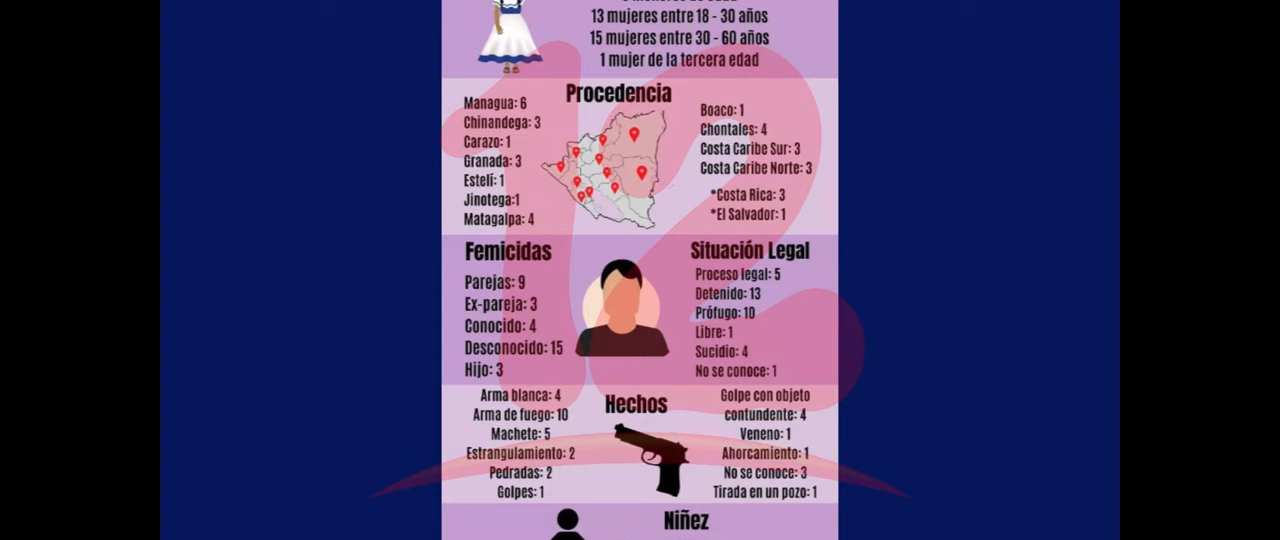 13 mujeres entre 18 - 30 años
15 mujeres entre 30 - 60 años
1 mujer de la tercera edad
Procedencia
Managua: 6
Chinandega: 3
Carazo: 1
Granada: 3
Estelí: 1
Jinotega:1
Matagalpa: 4
Boaco: 1
Chontales: 4
Costa Caribe Sur: 3
Costa Caribe Norte: 3
*Costa Rica: 3
*El Salvador: 1
Femicidas
Parejas: 9
Ex-pareja: 3
Conocido: 4
Desconocido: 15
Hijo: 3
Situación Legal
Proceso legal: 5
Detenido: 13
Prófugo: 10
Libre: 1
Sucidio: 4
No se conoce: 1
Hechos
Arma blanca: 4
Arma de fuego: 10
Machete: 5
Estrangulamiento: 2
Pedradas: 2
Golpes: 1
Golpe con objeto
contundente: 4
Veneno: 1
Ahorcamiento: 1
No se conoce: 3
Tirada en un pozo: 1
Niñez
12